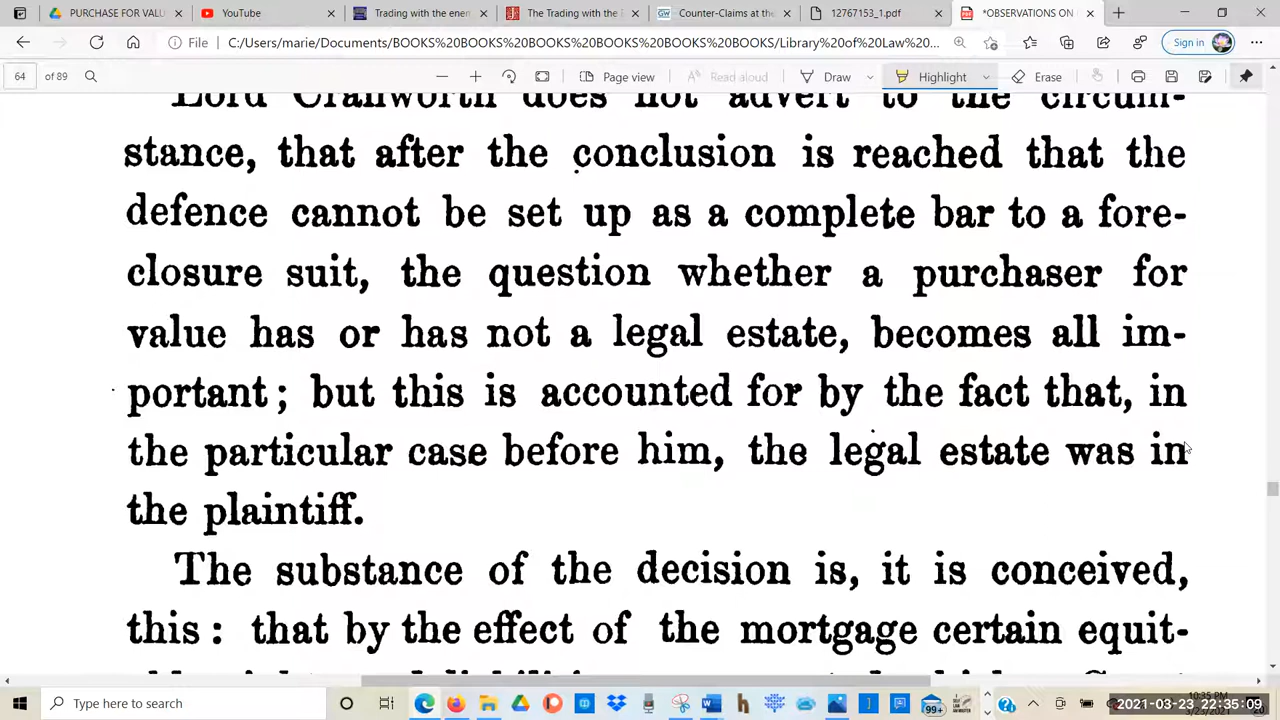 PURCHASE FOR VALU
YouTube
Trading with the enem
The Trading with the E
Counter-Claims at the
12767153_1.pdf
*OBSERVATIONS ON
File
C:/Users/marie/Documents/BOOKS%20BOOKS%20BOOKS%20BOOKS%20BOOKS%20BOOKS/Library%20of%20Law%20...
Sign in
64 of 89
Page view
Read aloud
Draw
Highlight
Erase
Lord Cranworth does not advert to the circum-
stance, that after the conclusion is reached that the
defence cannot be set up as a complete bar to a fore-
closure suit, the question whether a purchaser for
value has or has not a legal estate, becomes all im-
portant; but this is accounted for by the fact that, in
the particular case before him, the legal estate was in
the plaintiff.
The substance of the decision is, it is conceived,
this: that by the effect of the mortgage certain equit-
Type here to search
99+
10:35 PM
2021-03-23 22:35:09